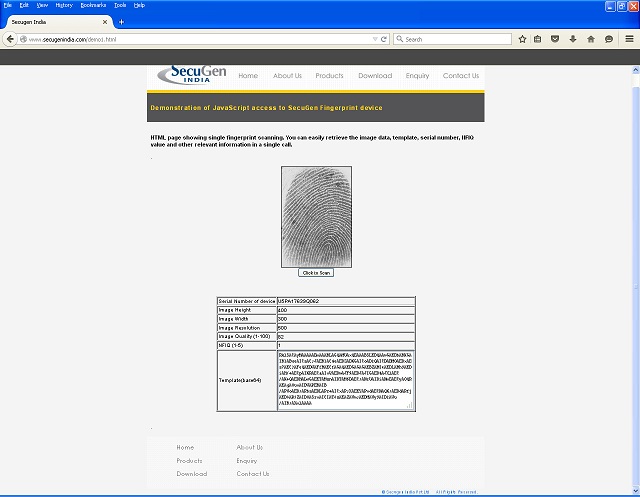 File Edit View History Bookmarks Tools Help
Secugen India
www.secugenindia.com/demo1.html
Search
SecuGen
INDIA
Home About Us Products Download Enquiry Contact Us
Demonstration of JavaScript access to SecuGen Fingerprint device
HTML page showing single fingerprint scanning. You can easily retrieve the image data, template, serial number, NFIQ
value and other relevant information in a single call.
Click to Scan
Serial Number of device
Image Height 400
Image Width 300
Image Resolution 500
Image Quality (1-100) 82
NFIQ (1-5) 1
Template(base64)
Home About Us
Products Enquiry
Download Contact Us
© Secugen India Pvt Ltd All Rights Reserved.